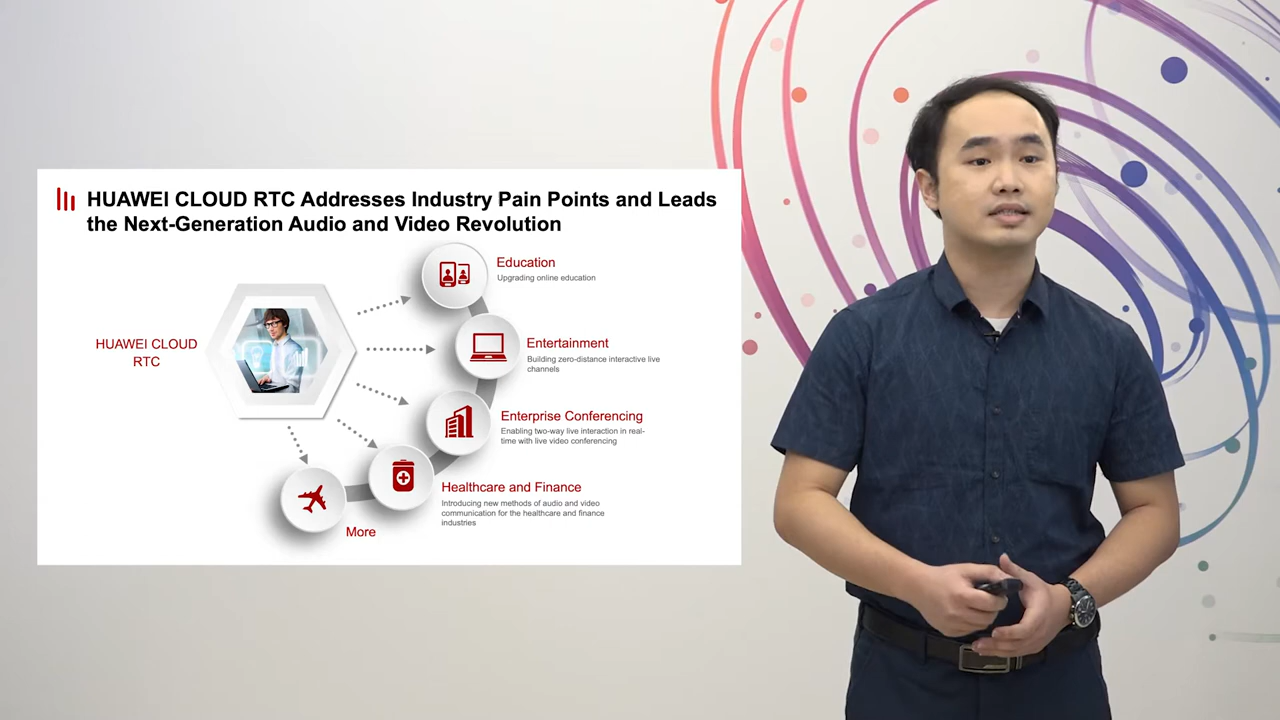 HUAWEI CLOUD RTC Addresses Industry Pain Points and Leads
the Next-Generation Audio and Video Revolution
HUAWEI CLOUD
RTC
Education
Upgrading online education
Entertainment
Building zero-distance interactive live
channels
Enterprise Conferencing
Enabling two-way live interaction in real-
time with live video conferencing
Healthcare and Finance
Introducing new methods of audio and video
communication for the healthcare and finance
industries
More